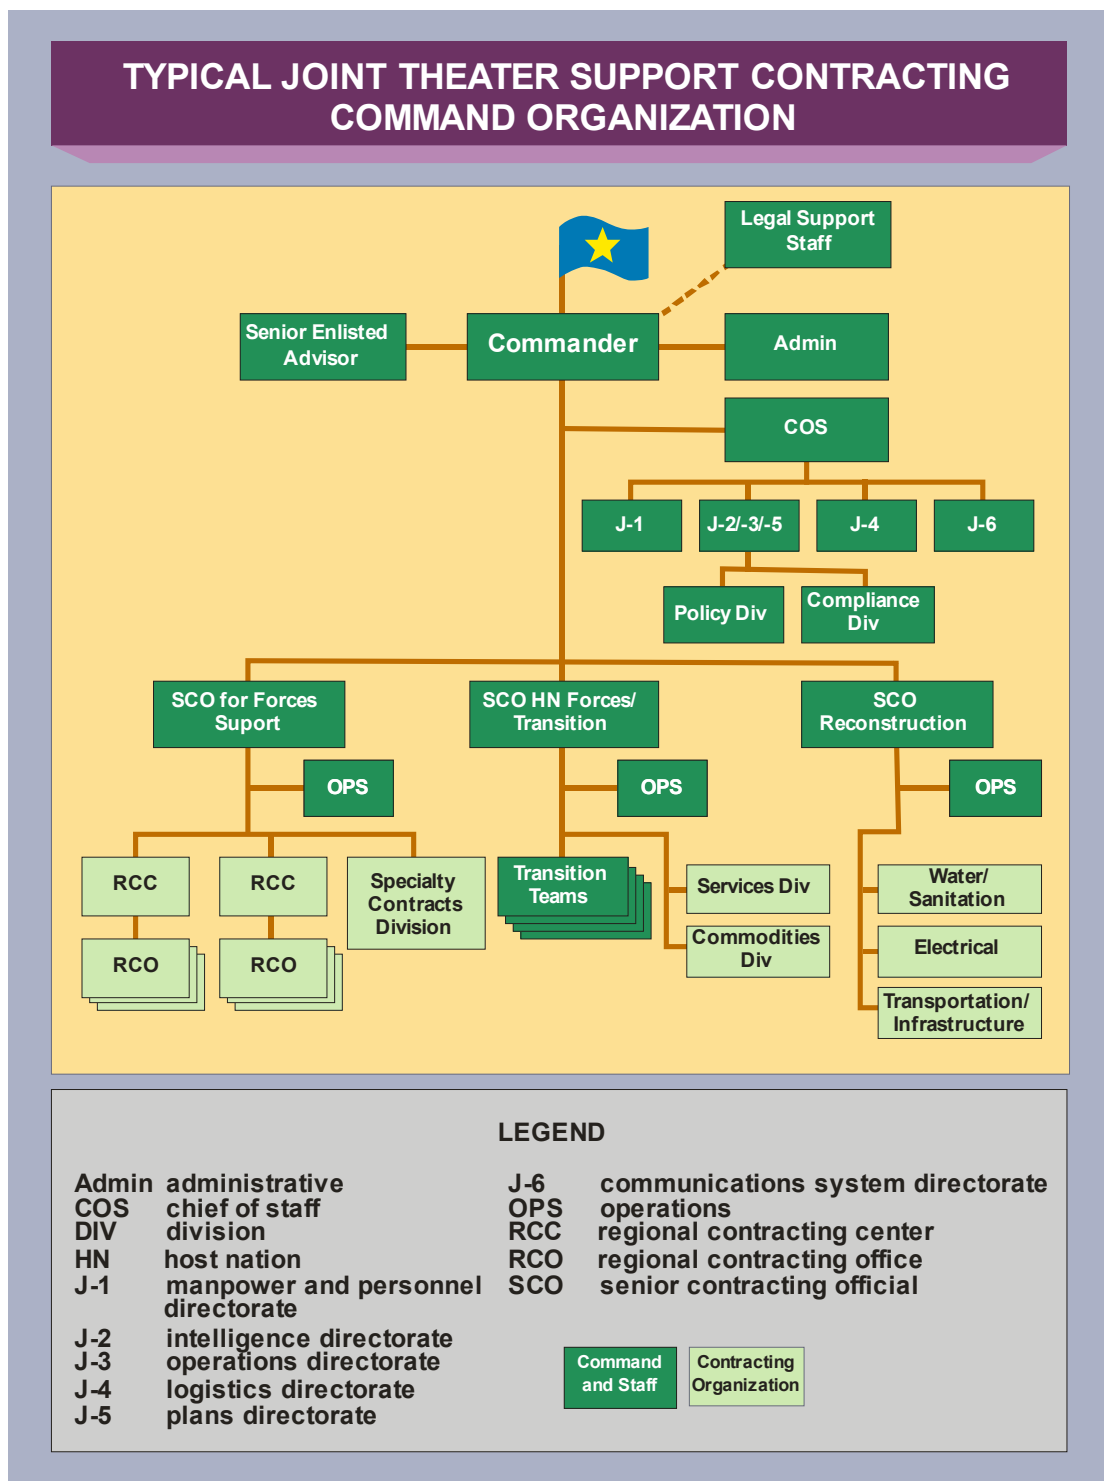 TYPICAL JOINT THEATER SUPPORT CONTRACTING
COMMAND ORGANIZATION
Legal Support
Staff
Senior Enlisted
Advisor
Commander
Admin
COS
J-1
J-2/-3/-5
J-4
J-6
Policy Div
Compliance
Div
SCO for Forces
Suport
SCO HN Forces/
Transition
SCO
Reconstruction
OPS
OPS
OPS
RCC
RCC
Specialty
Contracts
Division
Transition
Teams
Services Div
Water/
Sanitation
RCO
RCO
Commodities
Div
Electrical
Transportation/
Infrastructure
LEGEND
Admin administrative
COS chief of staff
DIV division
HN host nation
J-1 manpower and personnel
directorate
J-2 intelligence directorate
J-3 operations directorate
J-4 logistics directorate
J-5 plans directorate
J-6 communications system directorate
OPS operations
RCC regional contracting center
RCO regional contracting office
SCO senior contracting official
Command
and Staff
Contracting
Organization